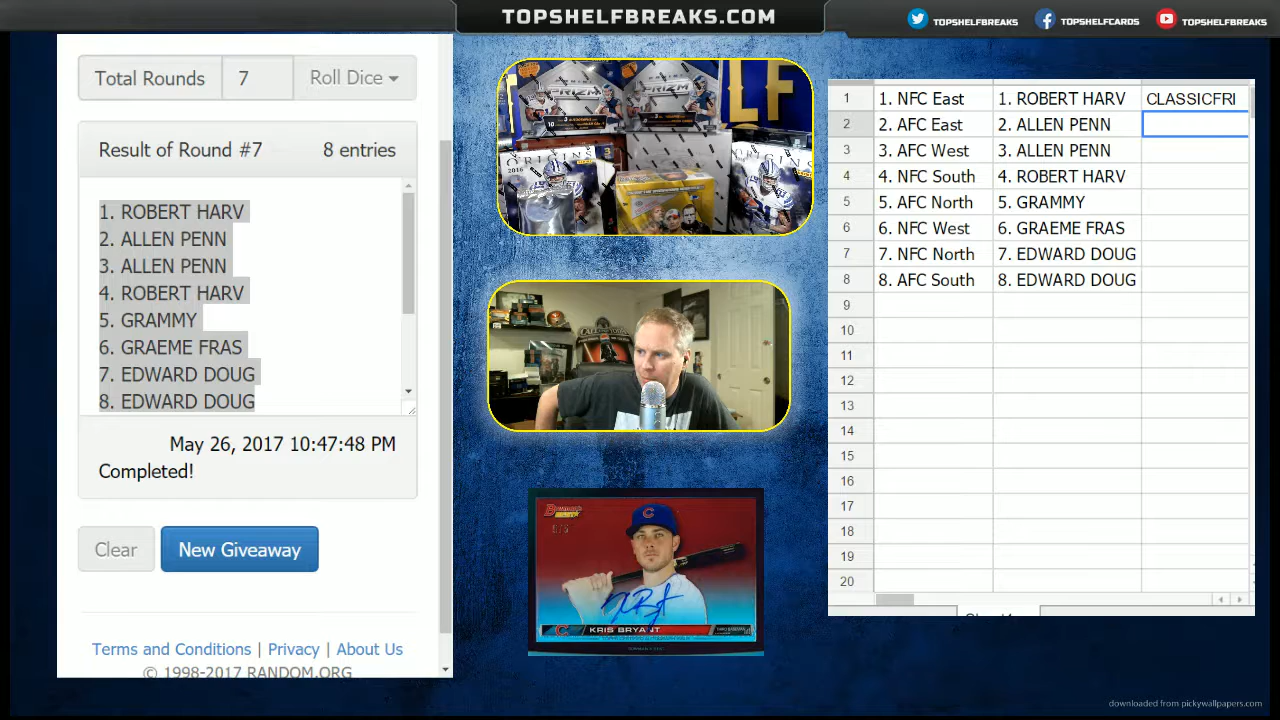 TOPSHELFBREAKS.COM
TOPSHELFBREAKS
TOPSHELFCARDS
TOPSHELFBREAKS
Total Rounds
7
Roll Dice
Result of Round #7
8 entries
1. ROBERT HARV
2. ALLEN PENN
3. ALLEN PENN
4. ROBERT HARV
5. GRAMMY
6. GRAEME FRAS
7. EDWARD DOUG
8. EDWARD DOUG
May 26, 2017 10:47:48 PM
Completed!
Clear
New Giveaway
Terms and Conditions | Privacy | About Us
© 1998-2017 RANDOM.ORG
PRIZM
PRIZM
ORIGINS
2016
ORIGINS
KRIS BRYANT
1 1. NFC East 1. ROBERT HARV CLASSICFRI
2 2. AFC East 2. ALLEN PENN
3 3. AFC West 3. ALLEN PENN
4 4. NFC South 4. ROBERT HARV
5 5. AFC North 5. GRAMMY
6 6. NFC West 6. GRAEME FRAS
7 7. NFC North 7. EDWARD DOUG
8 8. AFC South 8. EDWARD DOUG
9
10
11
12
13
14
15
16
17
18
19
20
downloaded from pickywallpapers.com